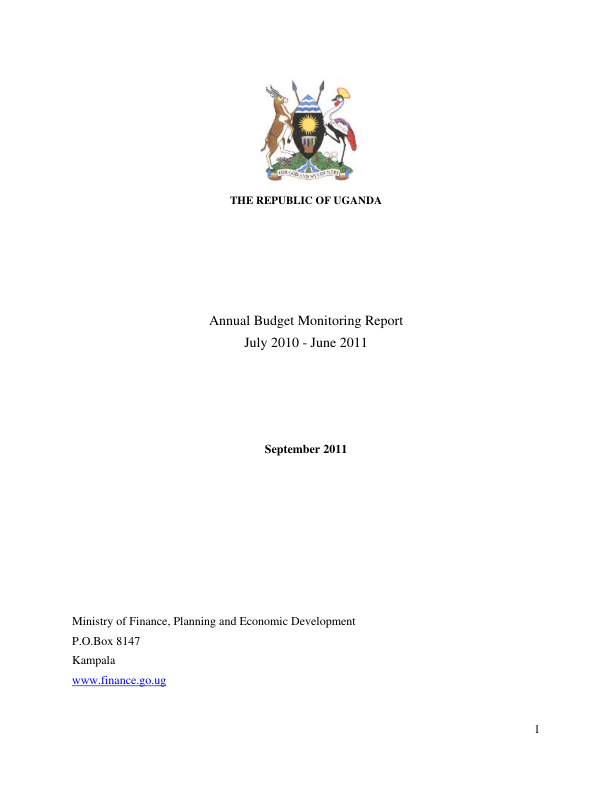 FOR GOD AND MY COUNTRY
THE REPUBLIC OF UGANDA
Annual Budget Monitoring Report
July 2010 - June 2011
September 2011
Ministry of Finance, Planning and Economic Development
P.O.Box 8147
Kampala
www.finance.go.ug
1